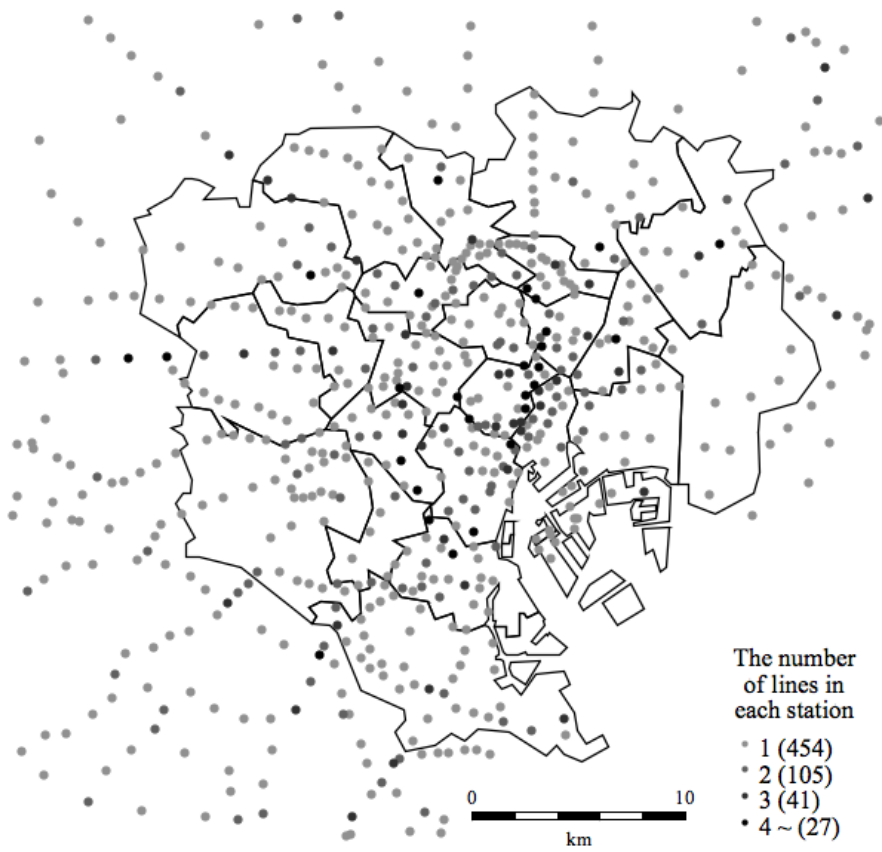 The number
of lines in
each station
1 (454)
2 (105)
3 (41)
4 ~ (27)
0 10
km